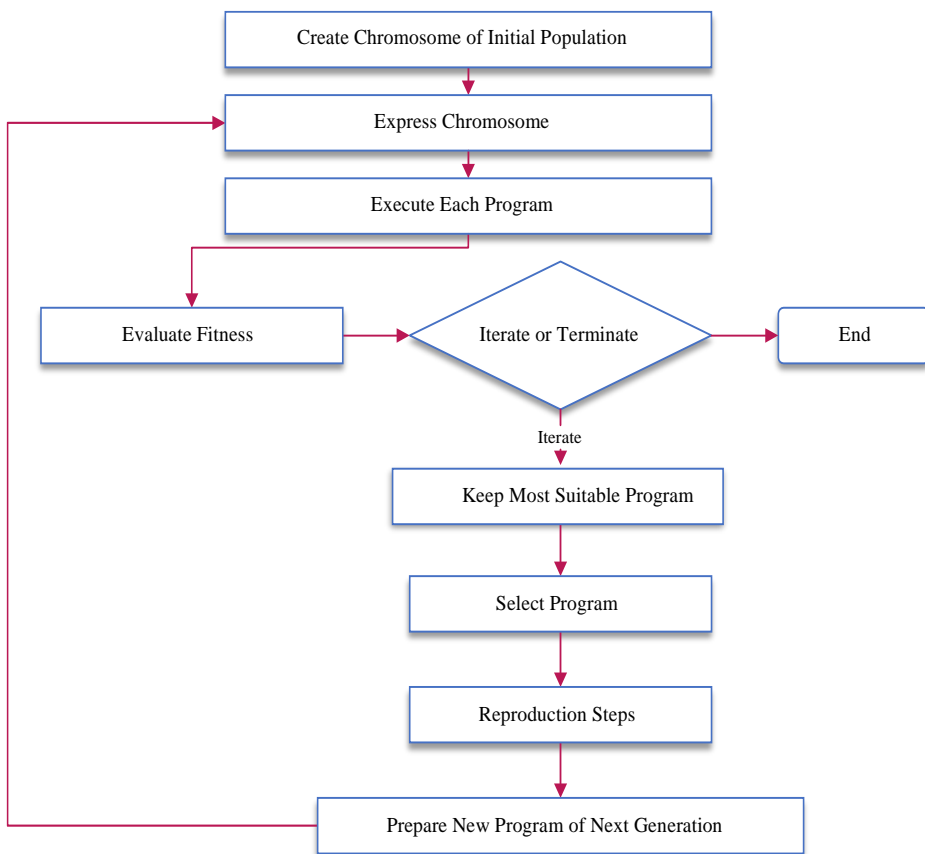 Create Chromosome of Initial Population
Express Chromosome
Execute Each Program
Evaluate Fitness
Iterate or Terminate
End
Iterate
Keep Most Suitable Program
Select Program
Reproduction Steps
Prepare New Program of Next Generation